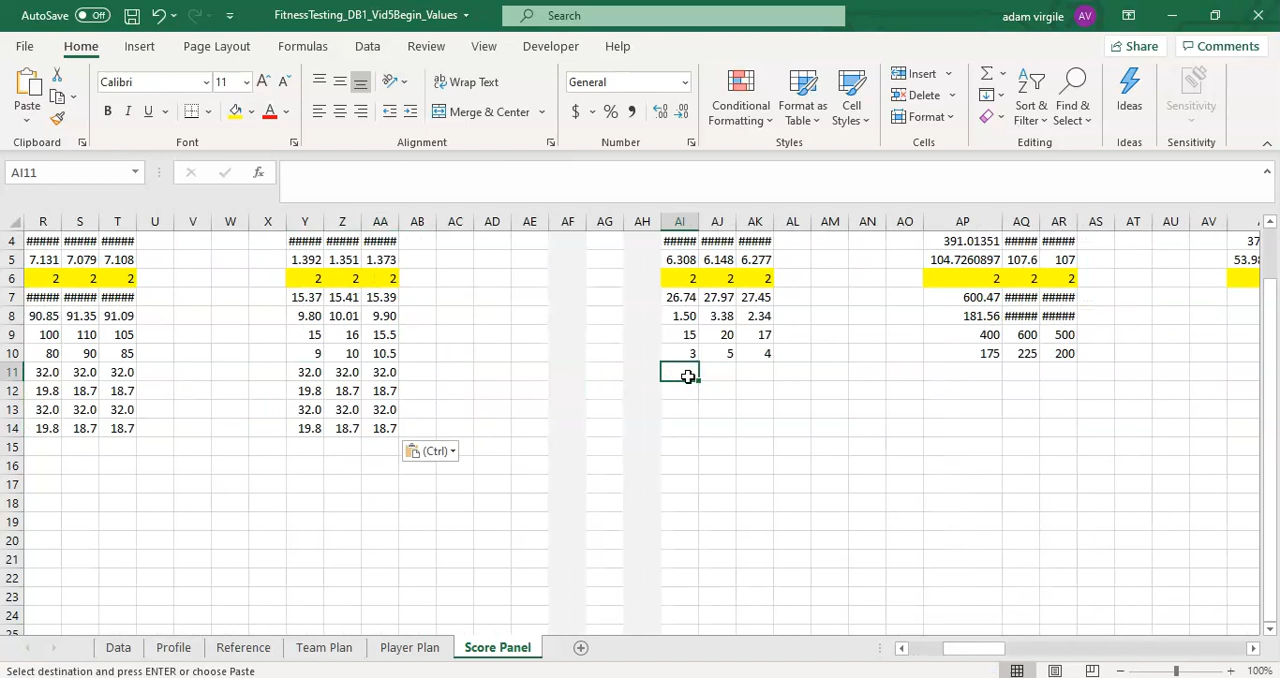 AutoSave Off FitnessTesting_DB1_Vid5Begin_Values Search adam virgile AV
File Home Insert Page Layout Formulas Data Review View Developer Help Share Comments
Paste Calibri 11 A A Wrap Text General Conditional Formatting Format as Table Cell Styles Insert Sort & Filter Find & Select Ideas Sensitivity
B I U A Merge & Center $ % , Delete Format
Clipboard Font Alignment Number Styles Cells Editing Ideas Sensitivity
AI11 fx
R S T U V W X Y Z AA AB AC AD AE AF AG AH AI AJ AK AL AM AN AO AP AQ AR AS AT AU AV
4 ##### ##### ##### ##### ##### ##### ##### ##### ##### 391.01351 ##### ##### 37
5 7.131 7.079 7.108 1.392 1.351 1.373 6.308 6.148 6.277 104.7260897 107.6 107 53.98
6 2 2 2 2 2 2 2 2 2 2 2 2
7 ##### ##### ##### 15.37 15.41 15.39 26.74 27.97 27.45 600.47 ##### #####
8 90.85 91.35 91.09 9.80 10.01 9.90 1.50 3.38 2.34 181.56 ##### #####
9 100 110 105 15 16 15.5 15 20 17 400 600 500
10 80 90 85 9 10 10.5 3 5 4 175 225 200
11 32.0 32.0 32.0 32.0 32.0 32.0
12 19.8 18.7 18.7 19.8 18.7 18.7
13 32.0 32.0 32.0 32.0 32.0 32.0
14 19.8 18.7 18.7 19.8 18.7 18.7
15 (Ctrl)
16
17
18
19
20
21
22
23
24
25
Data Profile Reference Team Plan Player Plan Score Panel
Select destination and press ENTER or choose Paste 100%